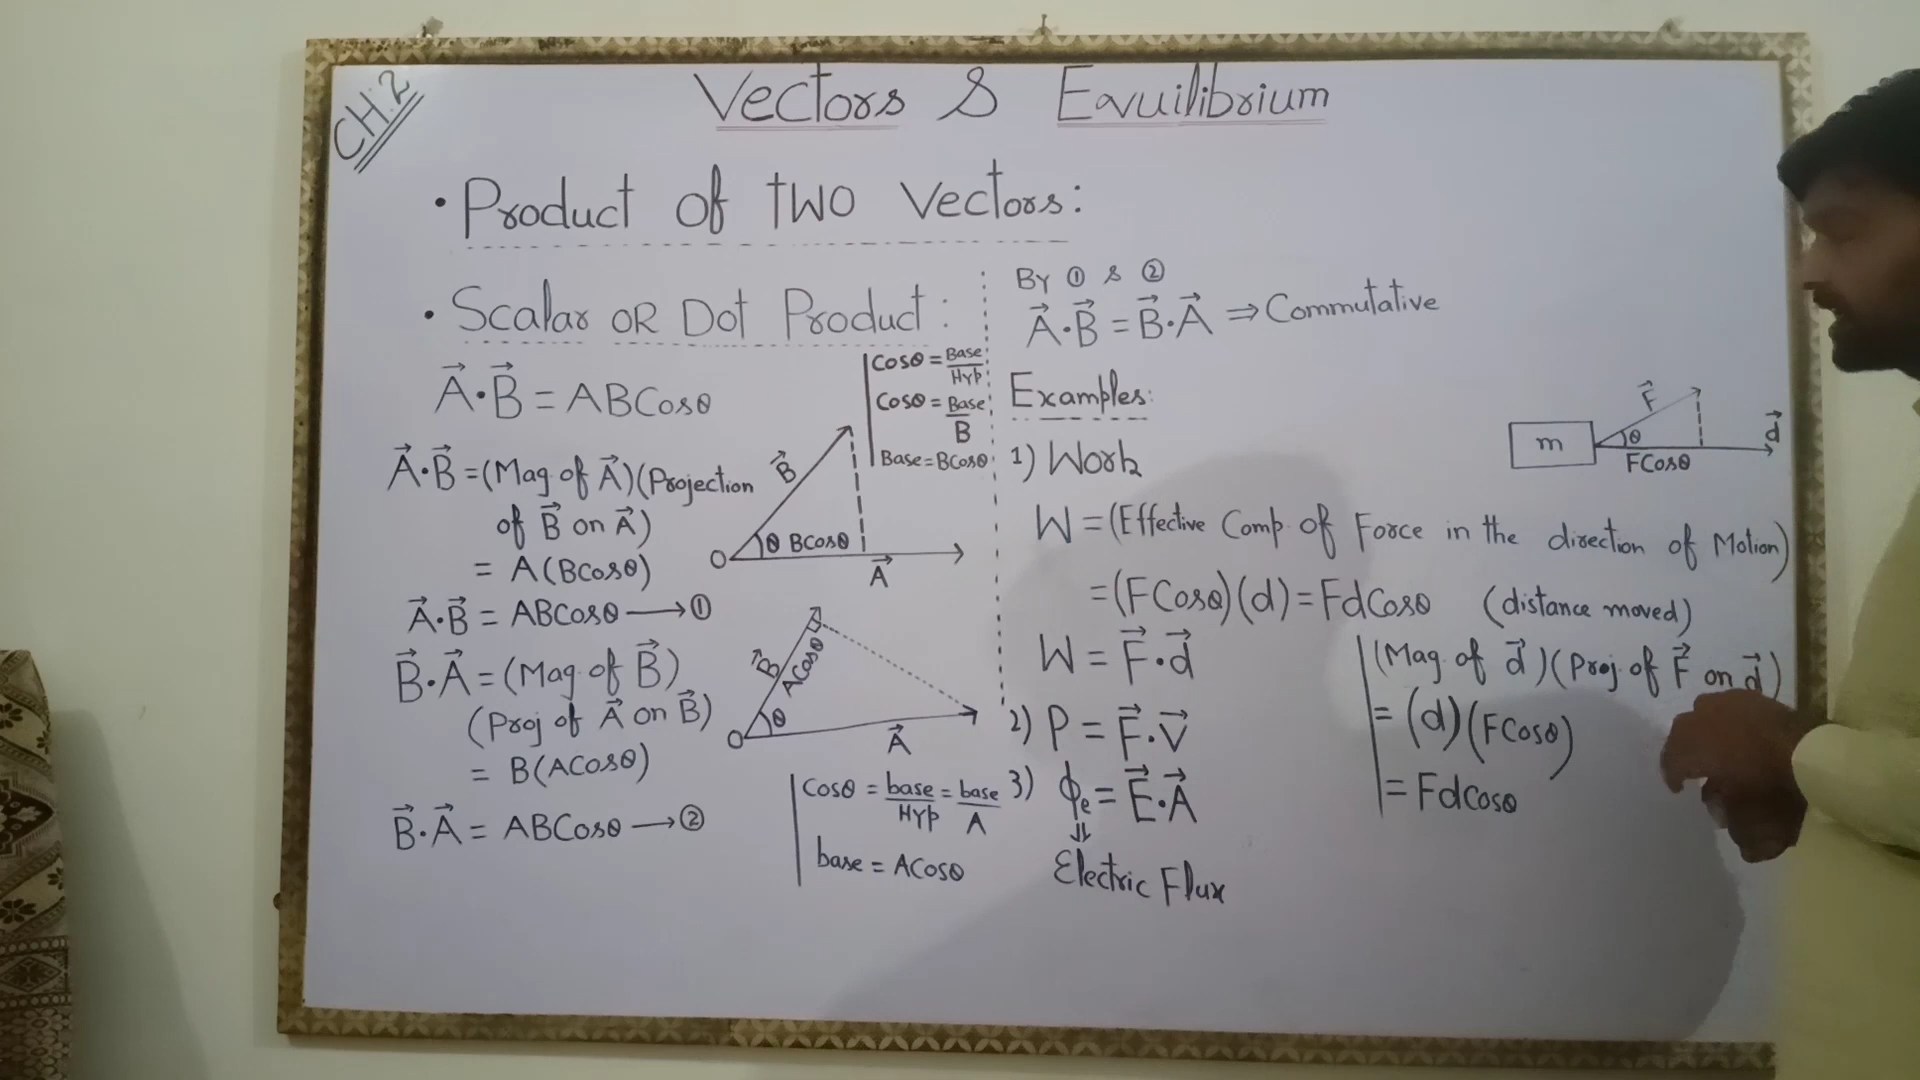 CH:2
Vectors & Equilibrium
• Product of two Vectors:
• Scalar OR Dot Product:
A⃗·B⃗ = ABCosθ
A⃗·B⃗ = (Mag of A⃗)(Projection
of B⃗ on A⃗)
= A(BCosθ)
A⃗·B⃗ = ABCosθ ⟶ ①
B⃗·A⃗ = (Mag of B⃗)
(Proj of A⃗ on B⃗)
= B(ACosθ)
B⃗·A⃗ = ABCosθ ⟶ ②
Cosθ = Base/Hyp
Cosθ = Base/B
Base = BCosθ
B⃗
O θ BCosθ
A⃗
B⃗ ACosθ
O θ
A⃗
Cosθ = base/Hyp = base/A
base = ACosθ
By ① & ②
A⃗·B⃗ = B⃗·A⃗ ⇒ Commutative
Examples:
1) Work
F⃗
m θ d⃗
FCosθ
W = (Effective Comp. of Force in the direction of Motion)
= (FCosθ)(d) = FdCosθ (distance moved)
W = F⃗·d⃗
2) P = F⃗·V⃗
3) ϕe = E⃗·A⃗
⇓
Electric Flux
(Mag. of d⃗)(Proj of F⃗ on d⃗)
= (d)(FCosθ)
= FdCosθ